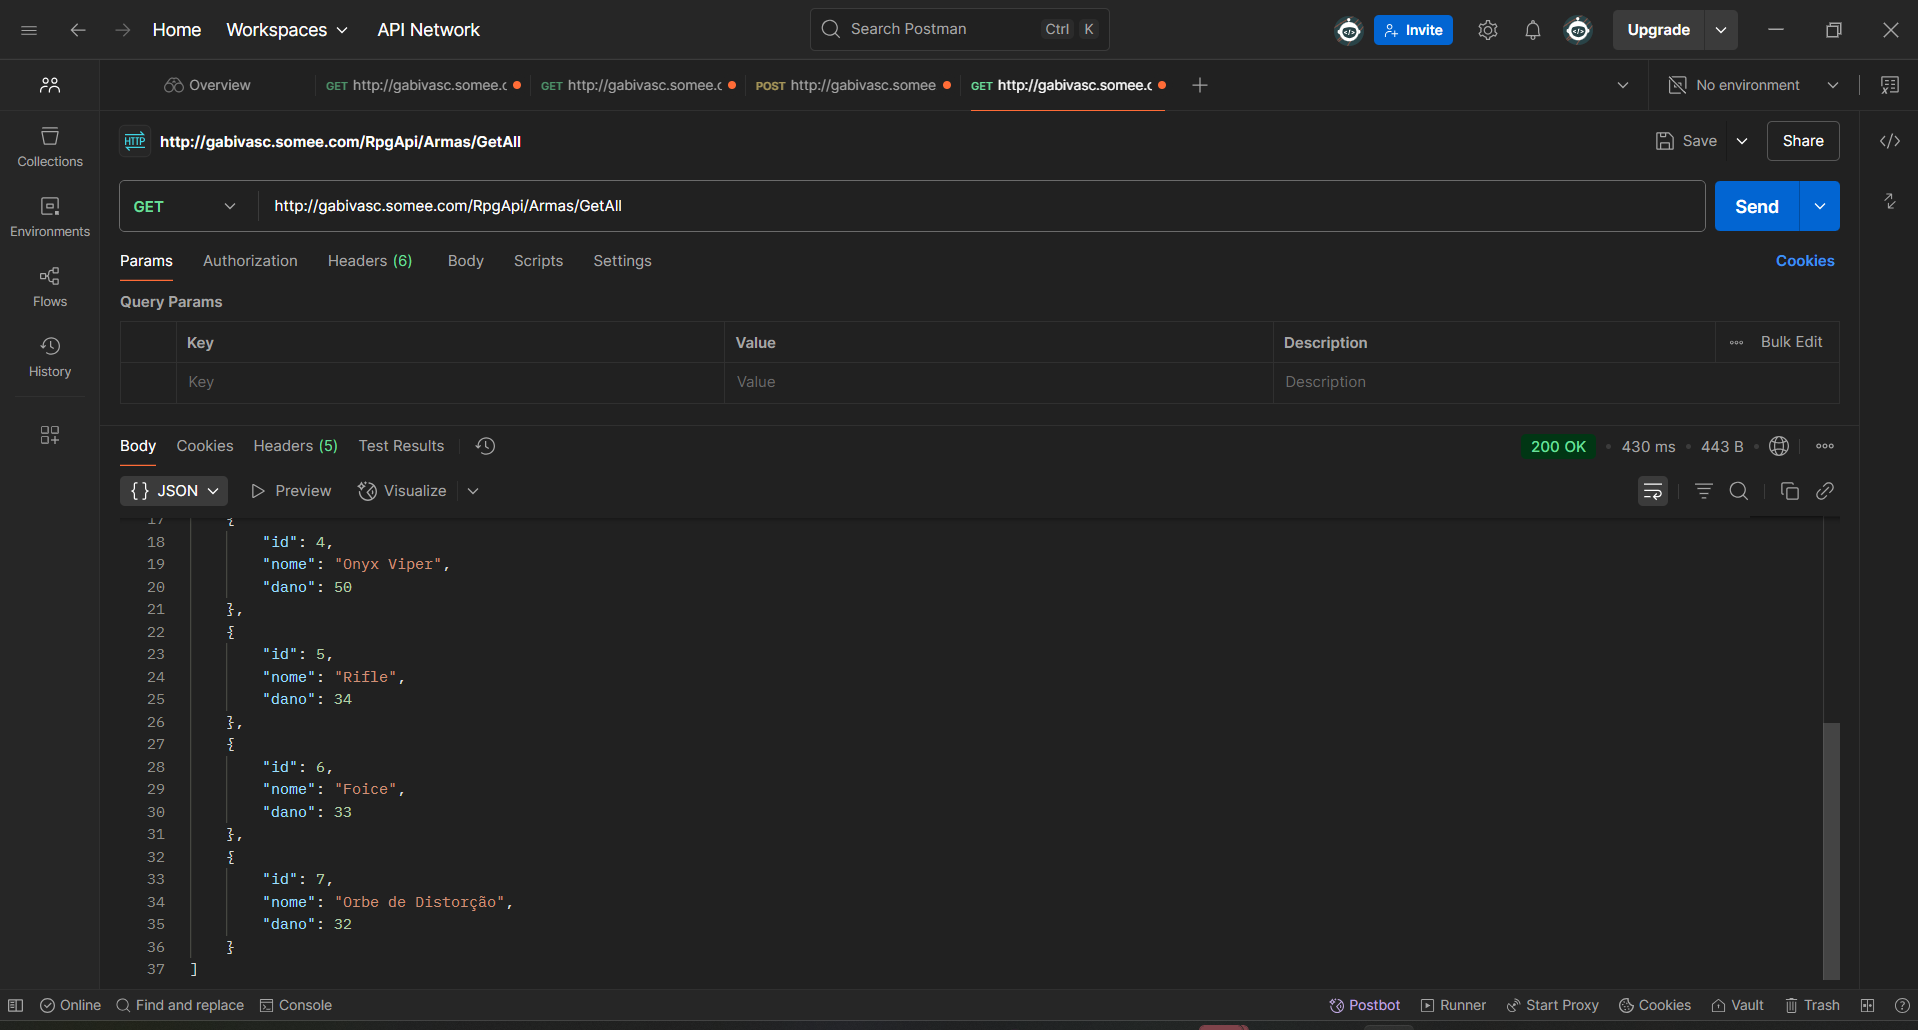 Home Workspaces API Network Search Postman Ctrl K Invite Upgrade
Overview GET http://gabivasc.somee.c GET http://gabivasc.somee.c POST http://gabivasc.somee GET http://gabivasc.somee.c No environment
HTTP http://gabivasc.somee.com/RpgApi/Armas/GetAll Save Share
Collections
Environments
Flows
History
GET http://gabivasc.somee.com/RpgApi/Armas/GetAll Send
Params Authorization Headers (6) Body Scripts Settings Cookies
Query Params
Key Value Description Bulk Edit
Key Value Description
Body Cookies Headers (5) Test Results 200 OK • 430 ms • 443 B
{} JSON Preview Visualize
17 {
18 "id": 4,
19 "nome": "Onyx Viper",
20 "dano": 50
21 },
22 {
23 "id": 5,
24 "nome": "Rifle",
25 "dano": 34
26 },
27 {
28 "id": 6,
29 "nome": "Foice",
30 "dano": 33
31 },
32 {
33 "id": 7,
34 "nome": "Orbe de Distorção",
35 "dano": 32
36 }
37 ]
Online Find and replace Console Postbot Runner Start Proxy Cookies Vault Trash